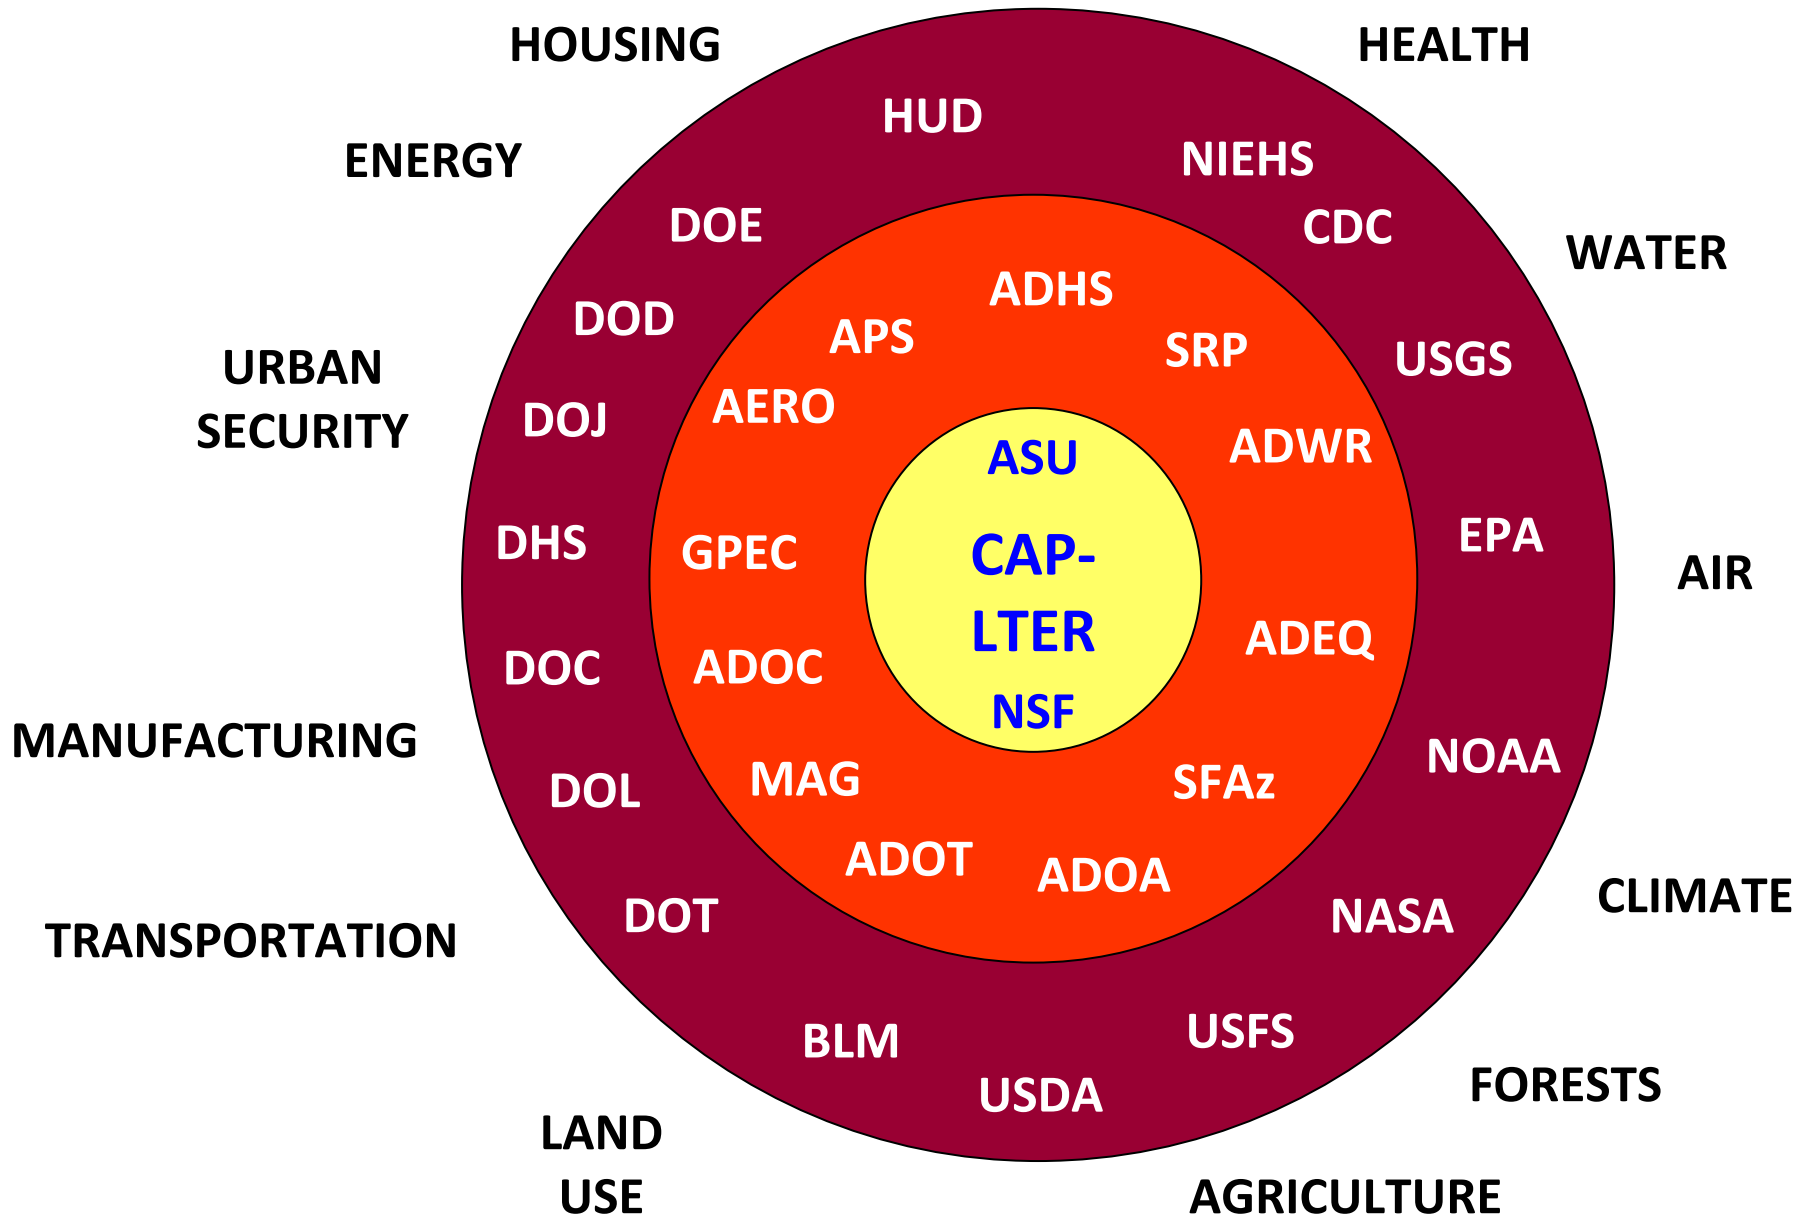 HOUSING
HEALTH
HUD
NIEHS
ENERGY
DOE
CDC
WATER
ADHS
DOD
APS
SRP
USGS
URBAN
SECURITY
DOJ
AERO
ADWR
ASU
DHS
GPEC
CAP-
LTER
NSF
EPA
AIR
DOC
ADOC
ADEQ
MANUFACTURING
DOL
MAG
SFAz
NOAA
ADOT
ADOA
CLIMATE
TRANSPORTATION
DOT
NASA
BLM
USFS
USDA
FORESTS
LAND
USE
AGRICULTURE